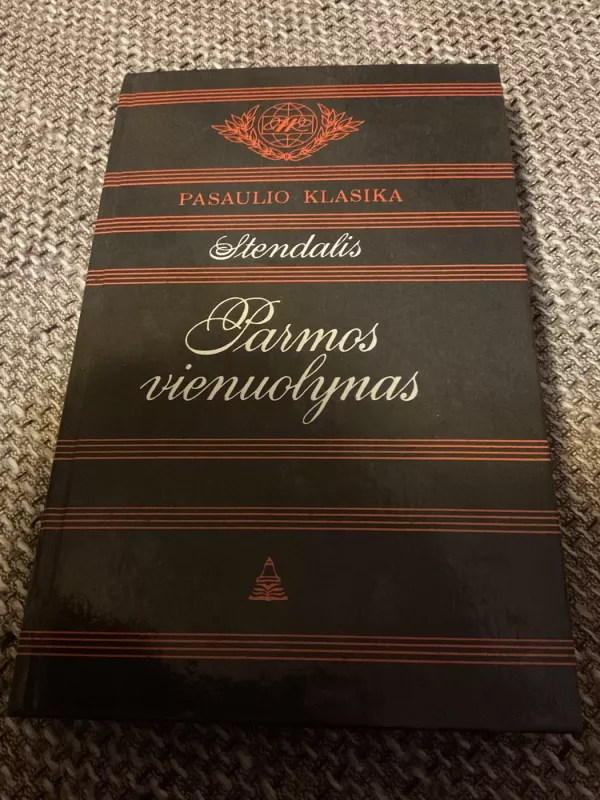 PASAULIO KLASIKA
Stendalis
Parmos
vienuolynas